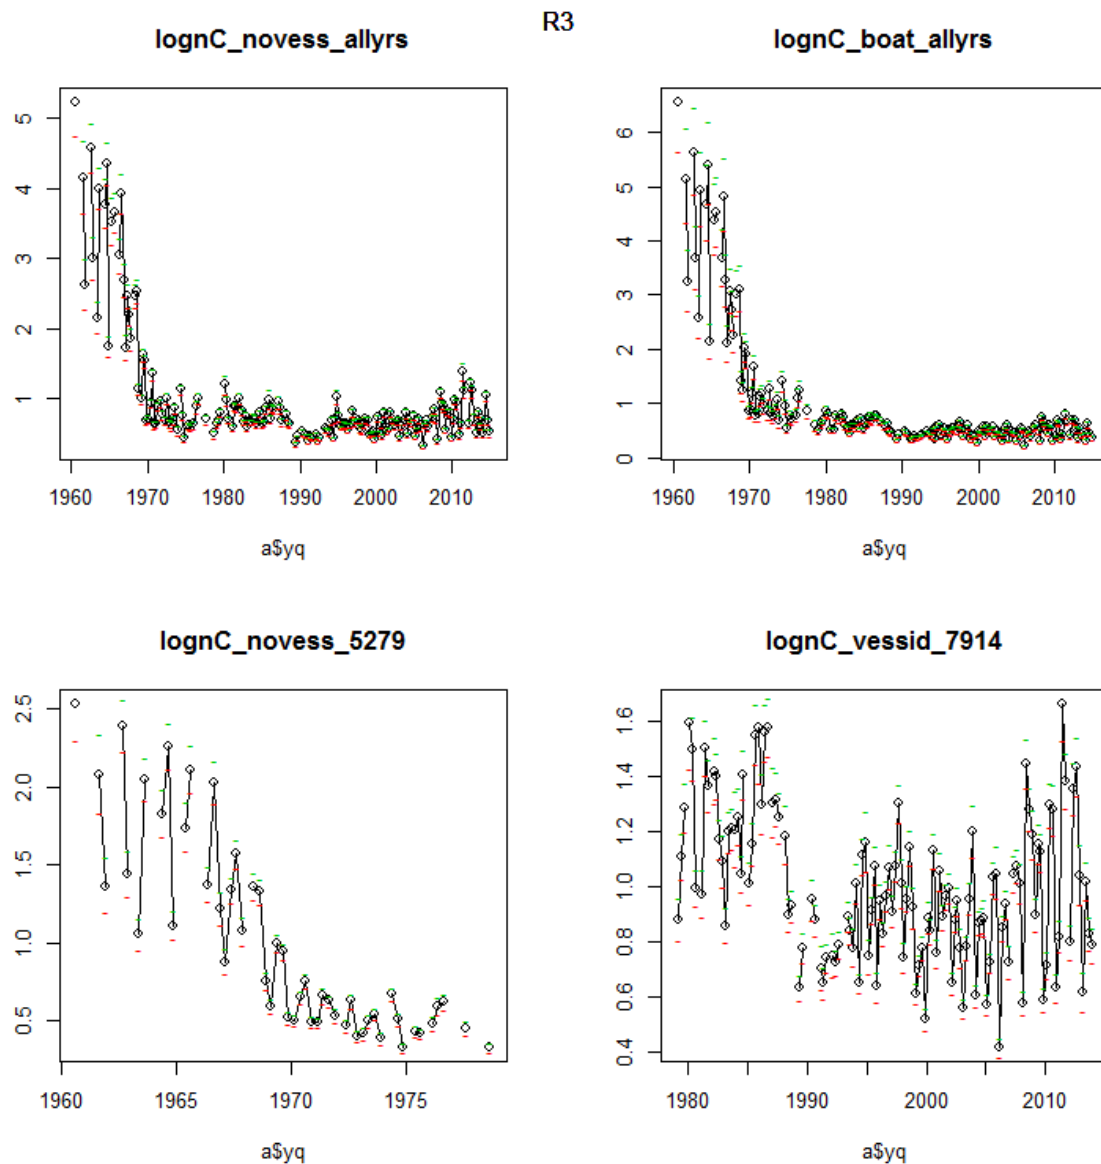 R3
lognC_novess_allyrs
5
4
3
2
1
1960 1970 1980 1990 2000 2010
a$yq
lognC_boat_allyrs
6
5
4
3
2
1
0
1960 1970 1980 1990 2000 2010
a$yq
lognC_novess_5279
2.5
2.0
1.5
1.0
0.5
1960 1965 1970 1975
a$yq
lognC_vessid_7914
1.6
1.4
1.2
1.0
0.8
0.6
0.4
1980 1990 2000 2010
a$yq